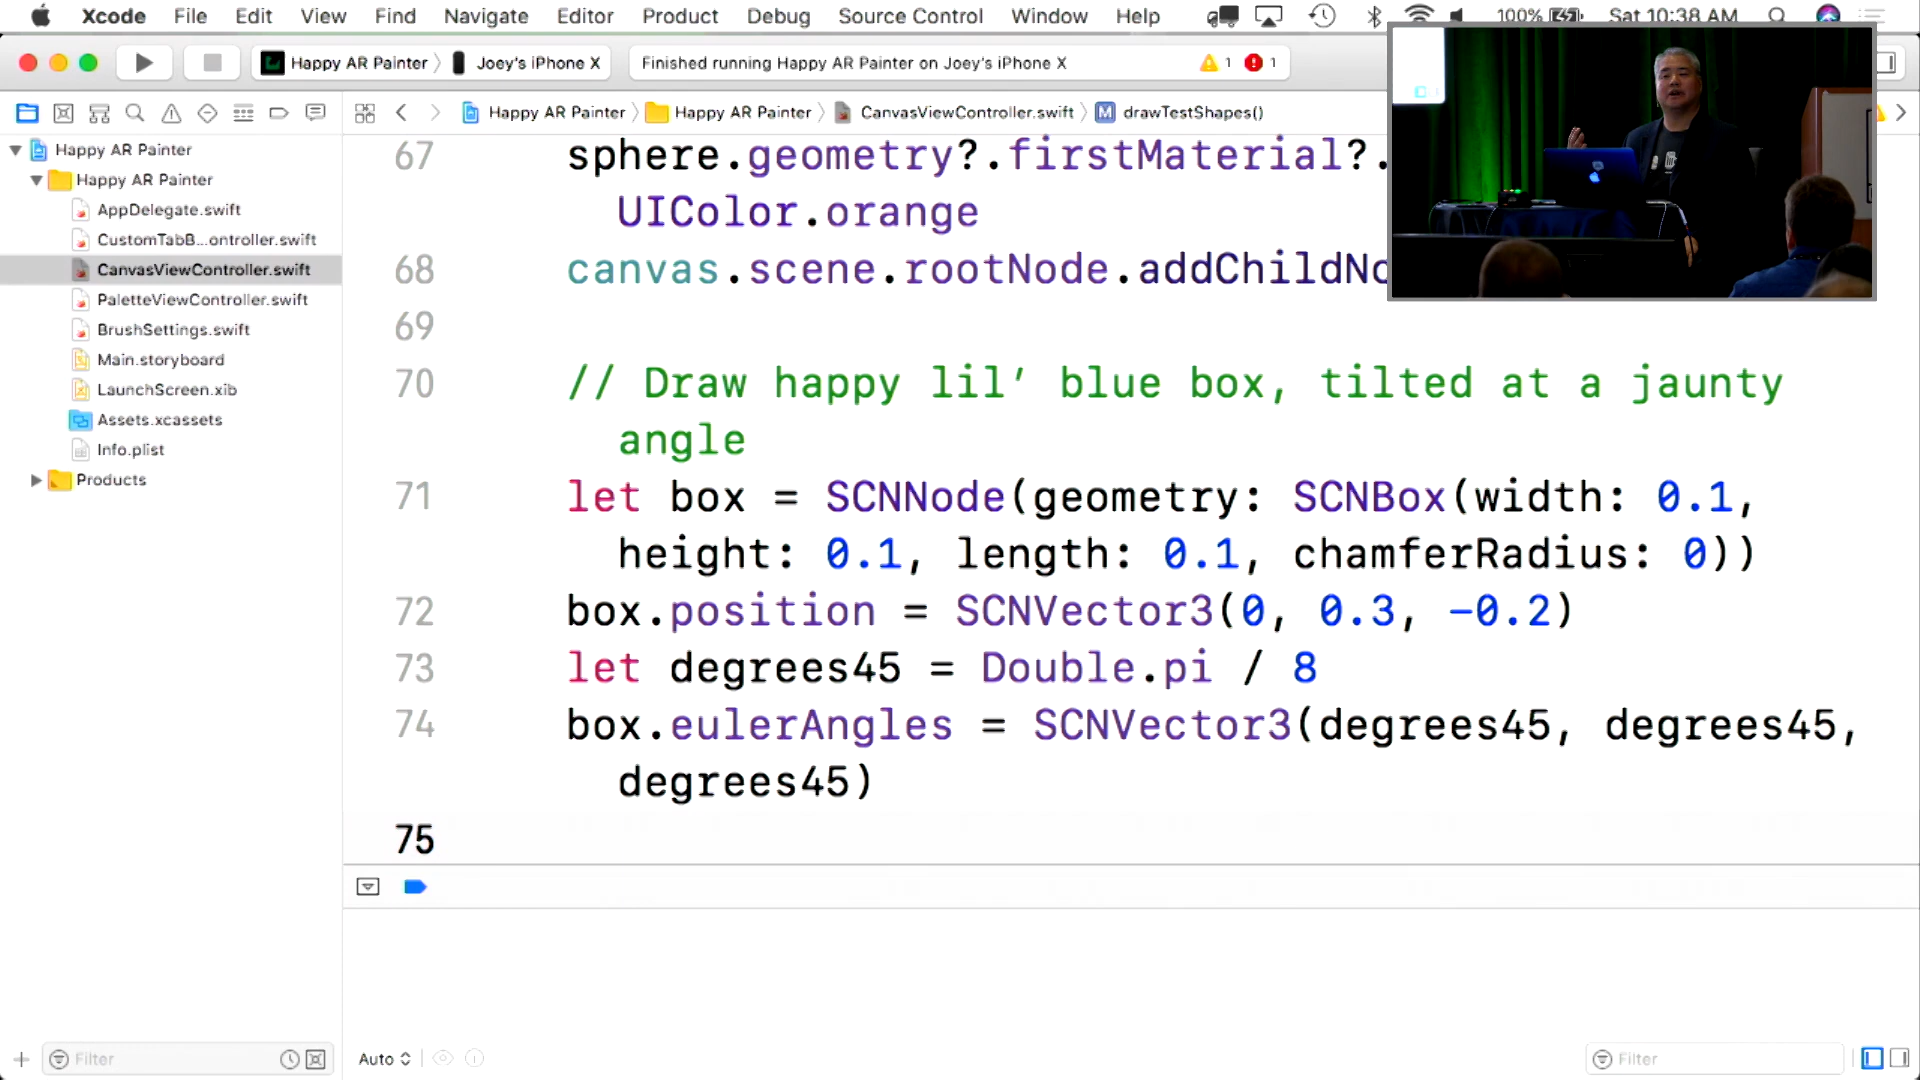 Xcode File Edit View Find Navigate Editor Product Debug Source Control Window Help 100% Sat 10:38 AM
Happy AR Painter Joey's iPhone X Finished running Happy AR Painter on Joey's iPhone X 1 1
Happy AR Painter Happy AR Painter CanvasViewController.swift M drawTestShapes()
Happy AR Painter
Happy AR Painter
AppDelegate.swift
CustomTabB...ontroller.swift
CanvasViewController.swift
PaletteViewController.swift
BrushSettings.swift
Main.storyboard
LaunchScreen.xib
Assets.xcassets
Info.plist
Products
67 sphere.geometry?.firstMaterial?.
UIColor.orange
68 canvas.scene.rootNode.addChildNo
69
70 // Draw happy lil’ blue box, tilted at a jaunty
angle
71 let box = SCNNode(geometry: SCNBox(width: 0.1,
height: 0.1, length: 0.1, chamferRadius: 0))
72 box.position = SCNVector3(0, 0.3, -0.2)
73 let degrees45 = Double.pi / 8
74 box.eulerAngles = SCNVector3(degrees45, degrees45,
degrees45)
75
Filter Auto Filter